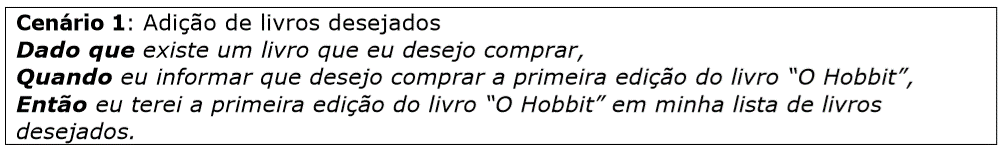 Cenário 1: Adição de livros desejados
Dado que existe um livro que eu desejo comprar,
Quando eu informar que desejo comprar a primeira edição do livro “O Hobbit”,
Então eu terei a primeira edição do livro “O Hobbit” em minha lista de livros
desejados.